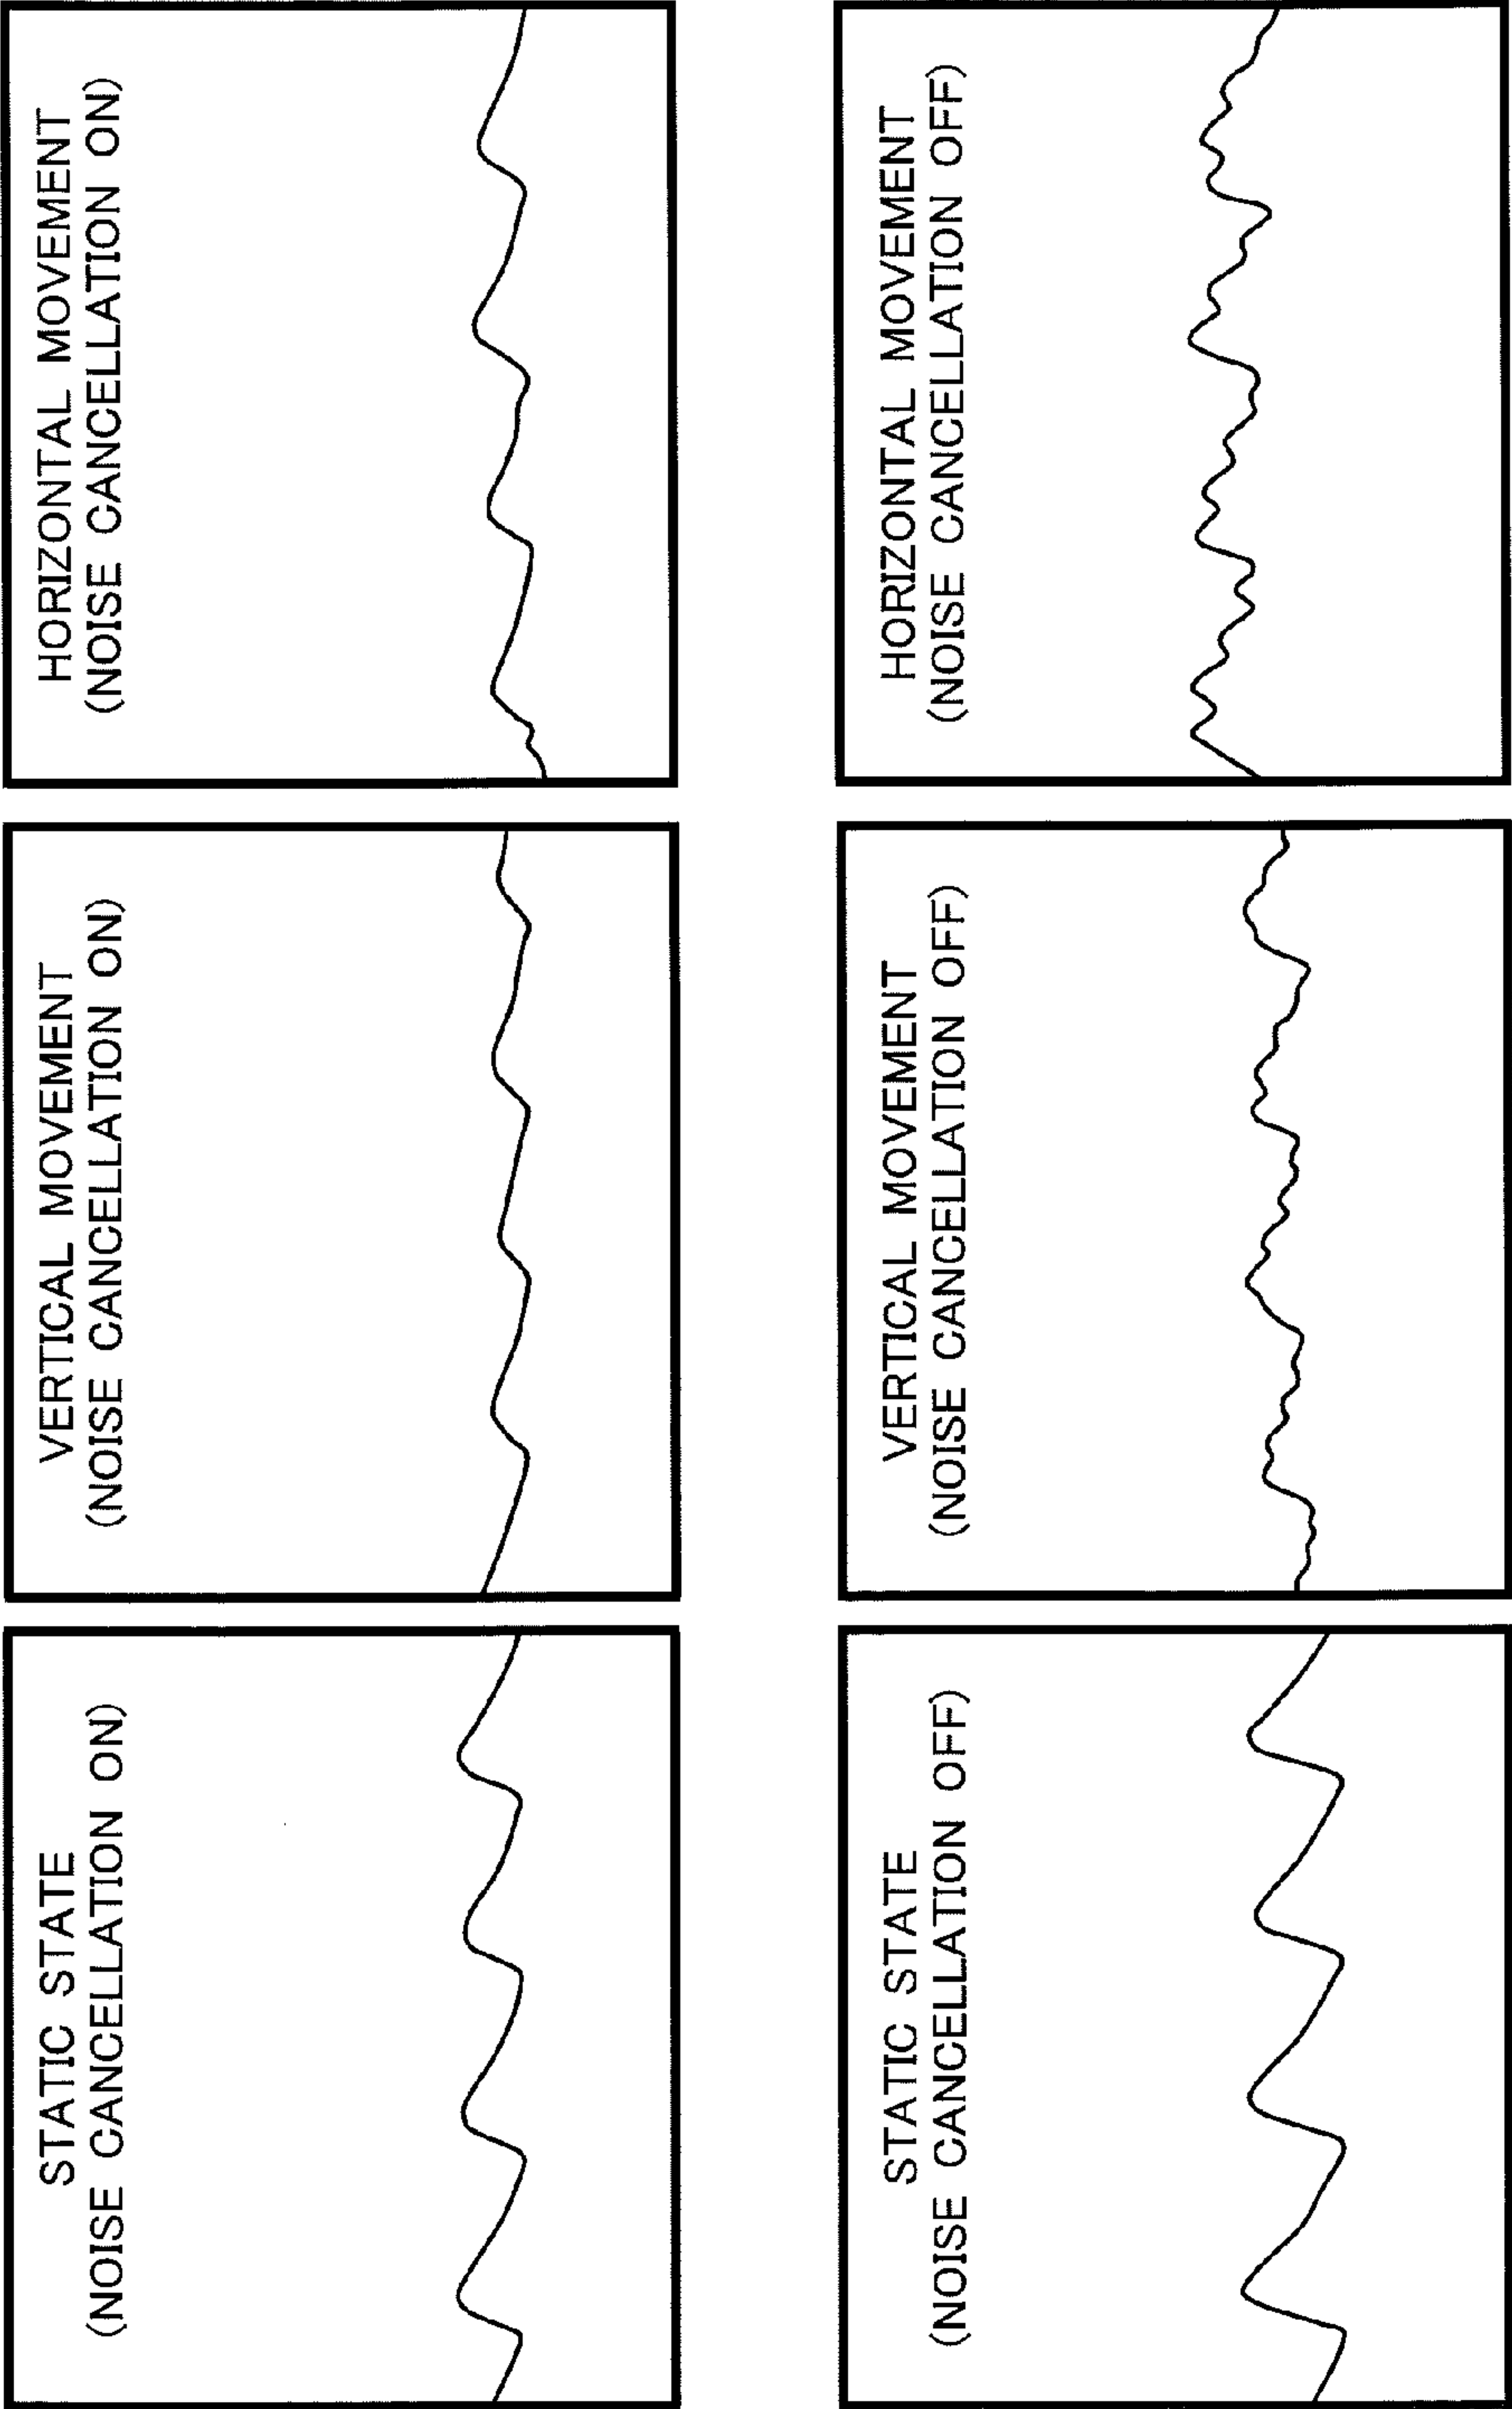 STATIC STATE
(NOISE CANCELLATION ON)
VERTICAL MOVEMENT
(NOISE CANCELLATION ON)
HORIZONTAL MOVEMENT
(NOISE CANCELLATION ON)
STATIC STATE
(NOISE CANCELLATION OFF)
VERTICAL MOVEMENT
(NOISE CANCELLATION OFF)
HORIZONTAL MOVEMENT
(NOISE CANCELLATION OFF)